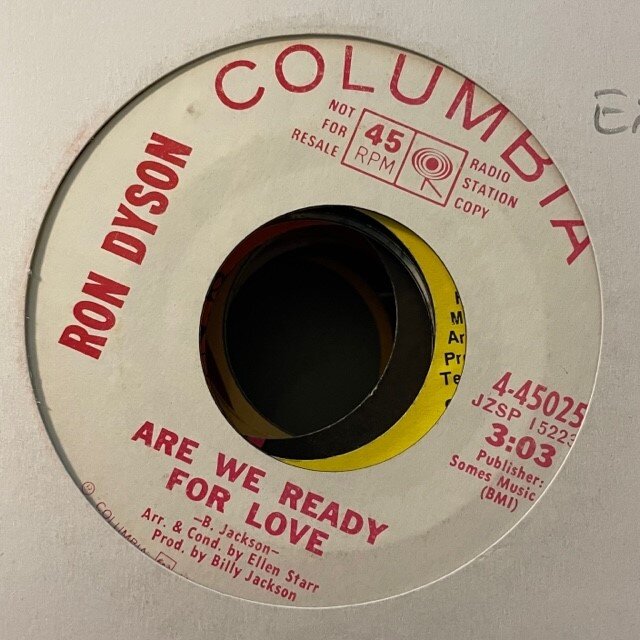 COLUMBIA
NOT
FOR
RESALE
45
RPM
RADIO
STATION
COPY
RON DYSON
4-45025
JZSP 15223
3:03
Publisher:
Somes Music
(BMI)
ARE WE READY
FOR LOVE
-B. Jackson-
Arr. & Cond. by Ellen Starr
Prod. by Billy Jackson
© COLUMBIA